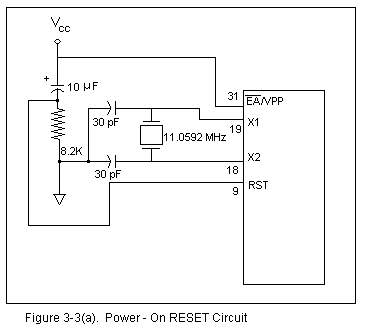 Vcc
+
10 µF
31
EA/VPP
30 pF
19
X1
11.0592 MHz
8.2K
30 pF
X2
18
RST
9
Figure 3-3(a). Power - On RESET Circuit